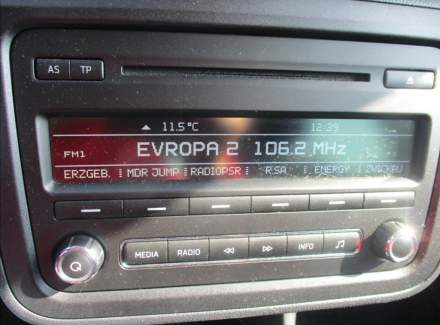 AS TP
11.5°C 12:39
FM1 EVROPA 2 106.2 MHz
ERZGEB. MDR JUMP RADIOPSR R.SA ENERGY ZWICKAU
MEDIA RADIO INFO